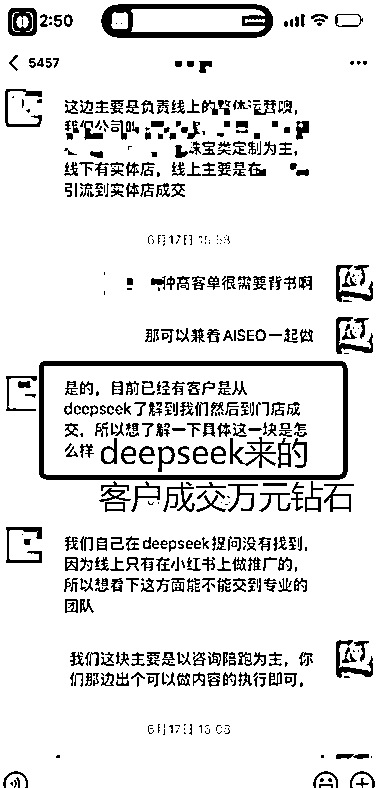 2:50
5457
这边主要是负责线上的整体运营噢,
我们公司叫
珠宝类定制为主,
线下有实体店,线上主要是在
引流到实体店成交
6月17日 15:58
种高客单很需要背书啊
那可以兼着AISEO一起做
是的,目前已经有客户是从
deepseek了解到我们然后到门店成
交,所以想了解一下具体这一块是怎
么样
deepseek来的
客户成交万元钻石
我们自己在deepseek提问没有找到,
因为线上只有在小红书上做推广的,
所以想看下这方面能不能交到专业的
团队
我们这块主要是以咨询陪跑为主,你
们那边出个可以做内容的执行即可。
6月17日 16:08